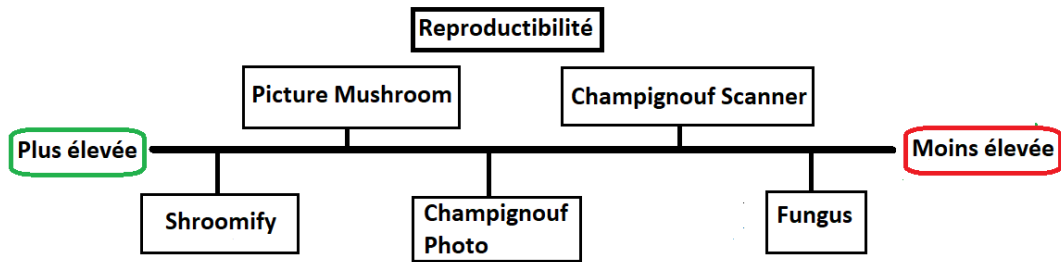 Reproductibilité
Picture Mushroom
Champignouf Scanner
Plus élevée
Moins élevée
Shroomify
Champignouf
Photo
Fungus